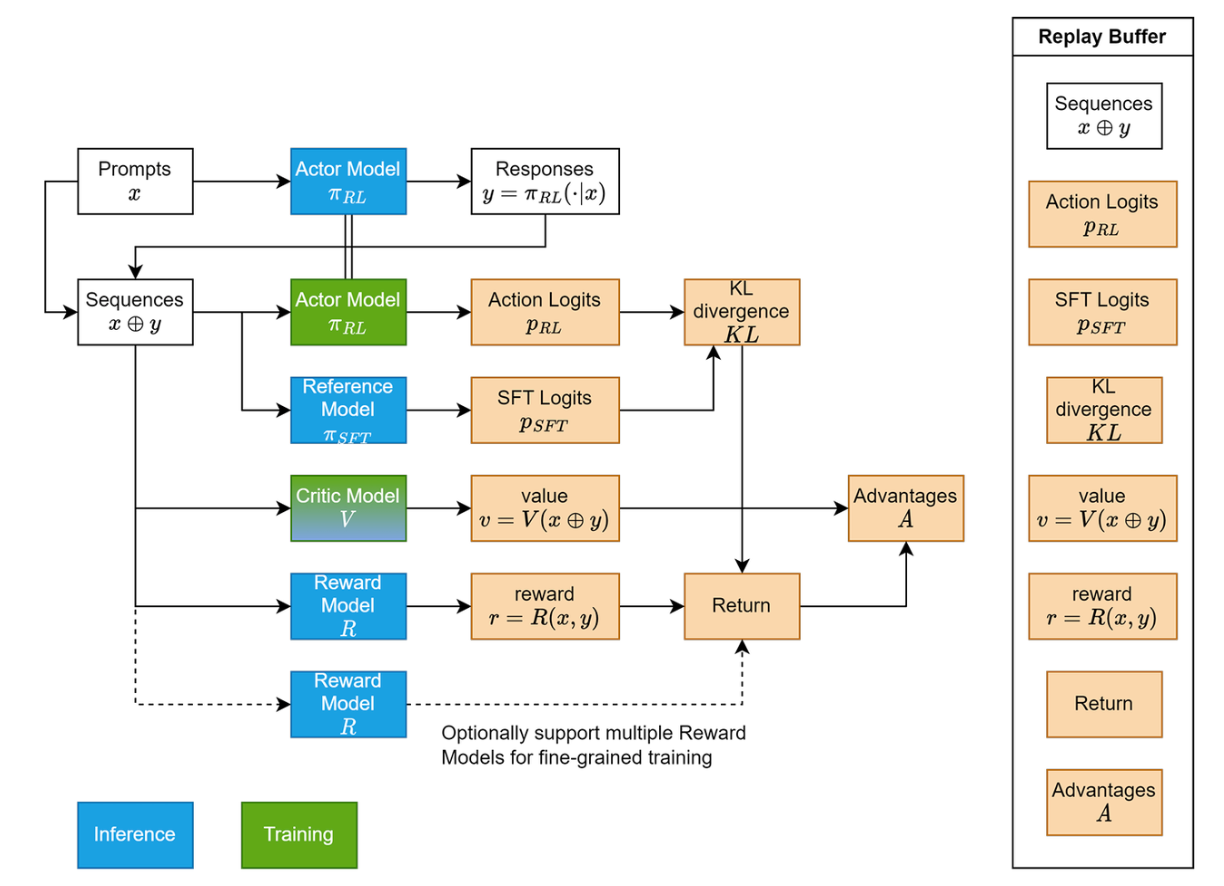 Replay Buffer
Sequences
x ⊕ y
Prompts
x
Actor Model
π_RL
Responses
y = π_RL(·|x)
Action Logits
p_RL
Sequences
x ⊕ y
Actor Model
π_RL
Action Logits
p_RL
KL
divergence
KL
SFT Logits
p_SFT
Reference
Model
π_SFT
SFT Logits
p_SFT
KL
divergence
KL
Critic Model
V
value
v = V(x ⊕ y)
Advantages
A
value
v = V(x ⊕ y)
Reward
Model
R
reward
r = R(x, y)
Return
reward
r = R(x, y)
Reward
Model
R
Optionally support multiple Reward
Models for fine-grained training
Return
Advantages
A
Inference
Training